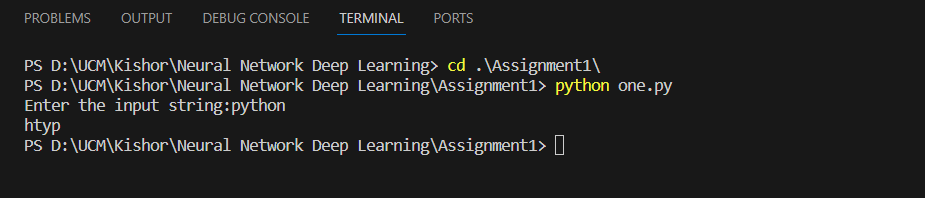 PROBLEMS OUTPUT DEBUG CONSOLE TERMINAL PORTS
PS D:\UCM\Kishor\Neural Network Deep Learning> cd .\Assignment1\
PS D:\UCM\Kishor\Neural Network Deep Learning\Assignment1> python one.py
Enter the input string:python
htyp
PS D:\UCM\Kishor\Neural Network Deep Learning\Assignment1>